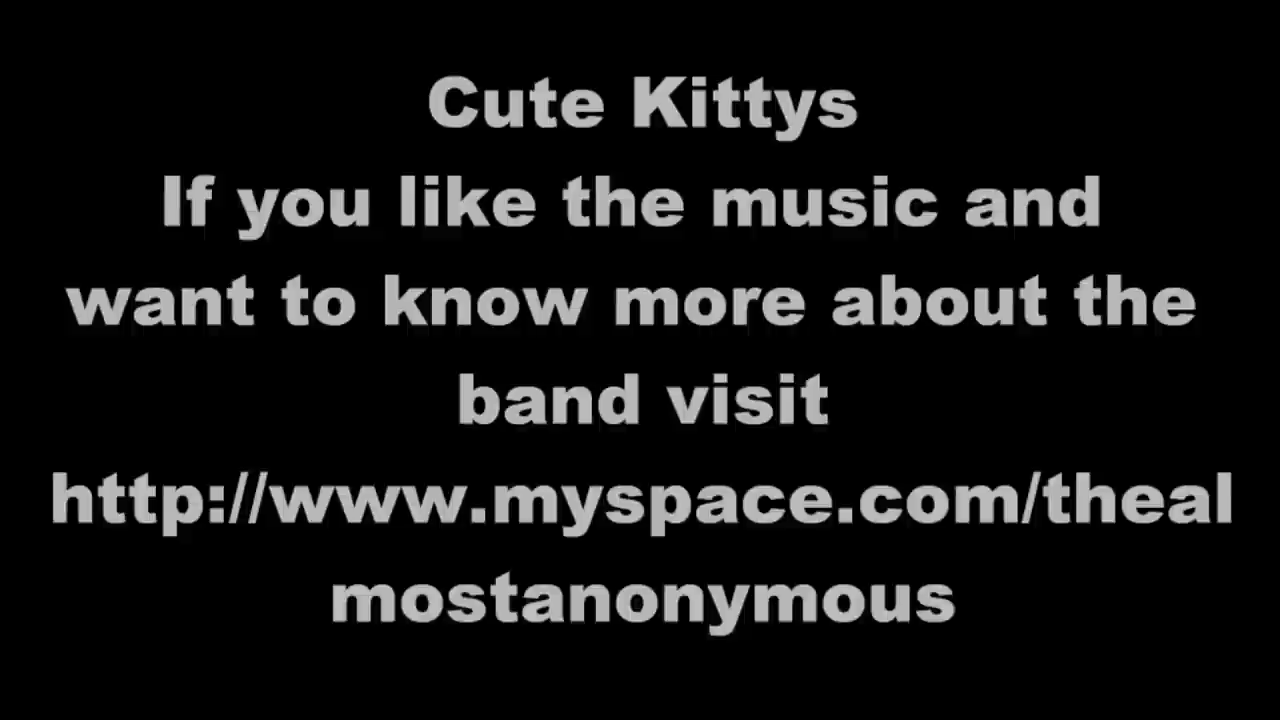 Cute Kittys
If you like the music and
want to know more about the
band visit
http://www.myspace.com/theal
mostanonymous